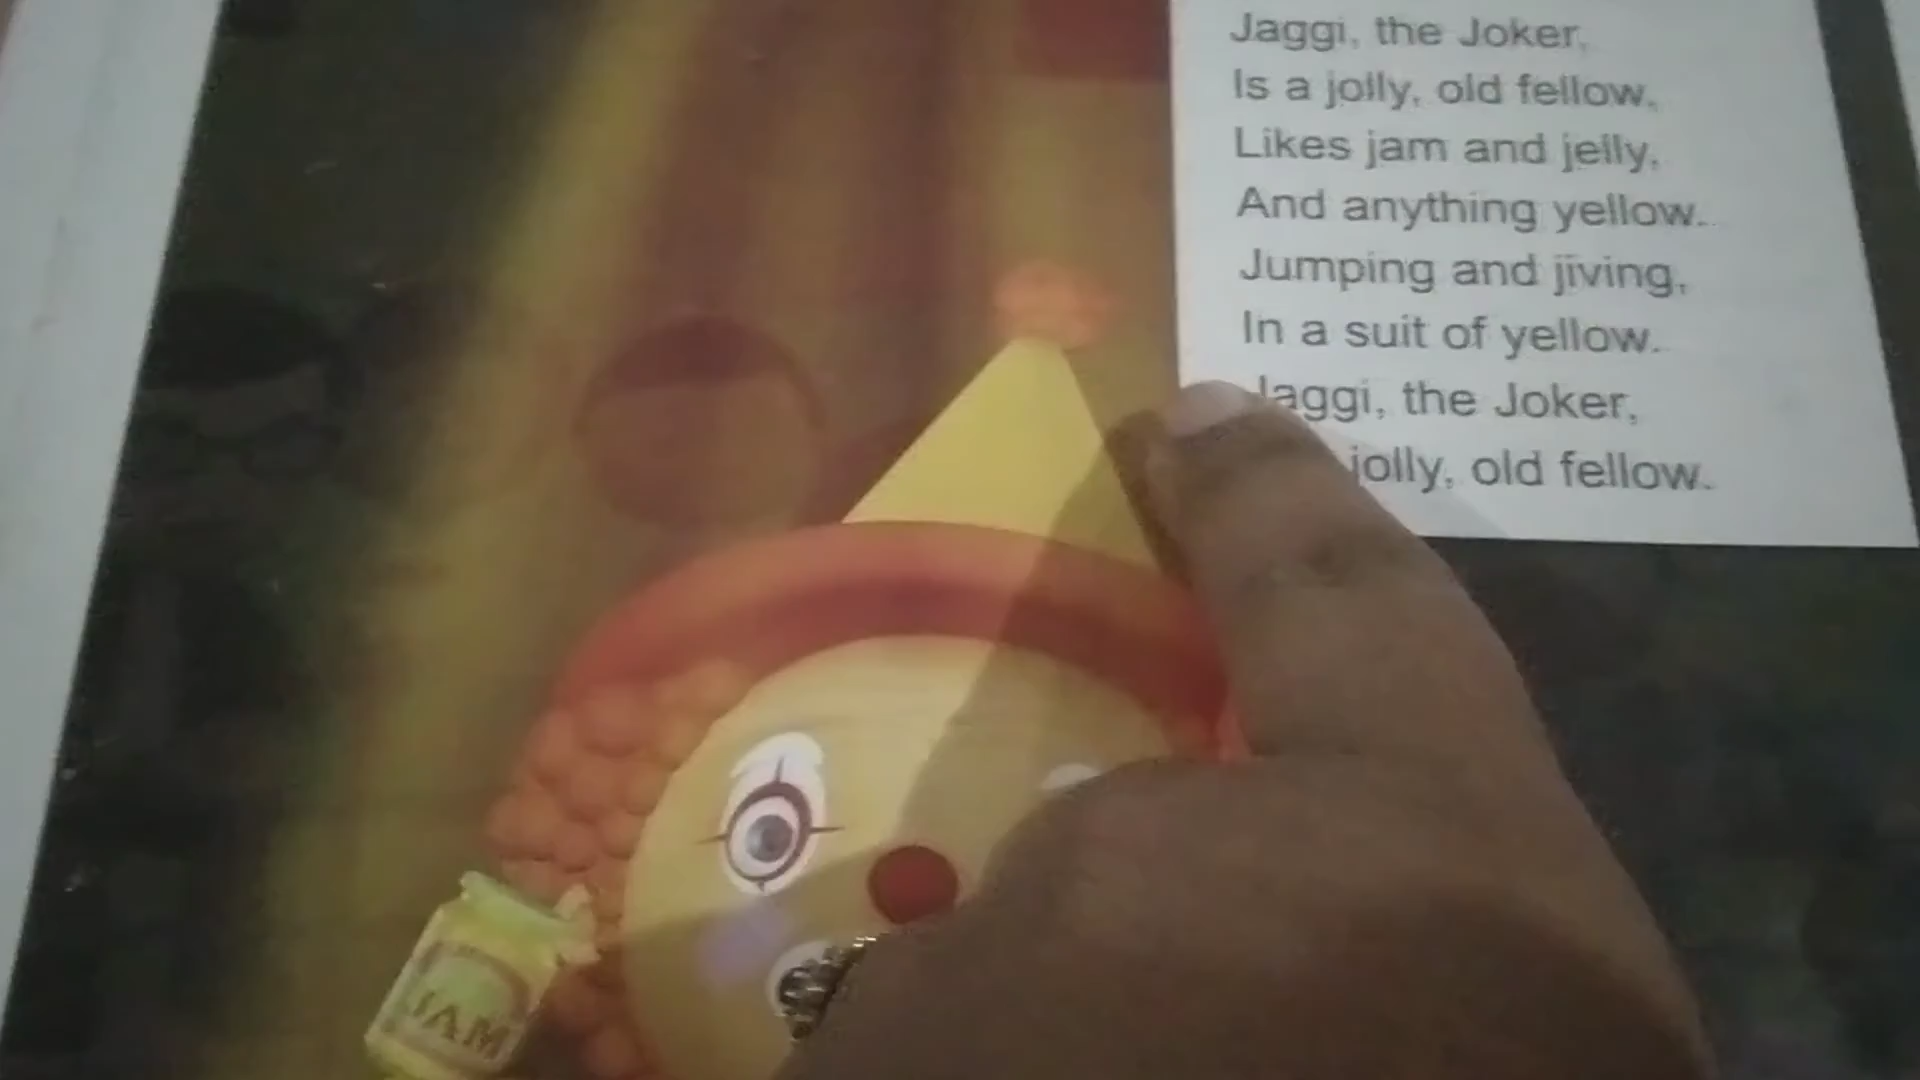 Jaggi, the Joker,
Is a jolly, old fellow,
Likes jam and jelly,
And anything yellow.
Jumping and jiving,
In a suit of yellow.
Jaggi, the Joker,
jolly, old fellow.
JAM